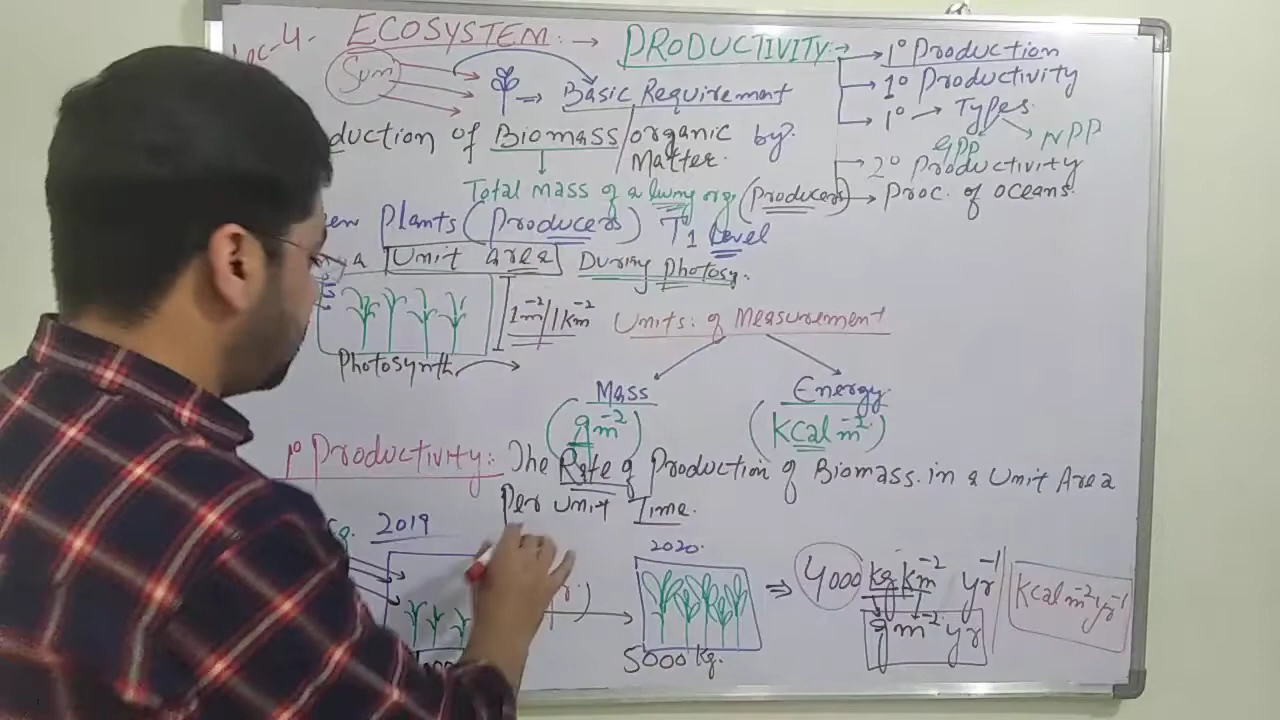 Lec-4. ECOSYSTEM: → PRODUCTIVITY:→
→ 1° Production
→ 1° Productivity
→ 1° → Types
GPP NPP
→ 2° Productivity
→ Proc. of oceans.
Sun
⇒ Basic Requirement
duction of Biomass/organic Matter. by:
Total mass of a living org. (Producers)
en Plants (Producers) T1 Level
a Unit area During Photosy.
1m-2/1km-2
Photosynth
Units: of Measurement
Mass
(g m-2)
Energy
(KCal m-2)
1° Productivity: The Rate of Production of Biomass. in a Unit Area
Per Unit Time.
eg. 2019
2020.
5000 Kg.
⇒ 4000 kg km-2 yr-1
g m-2 yr
KCal m-2 yr-1